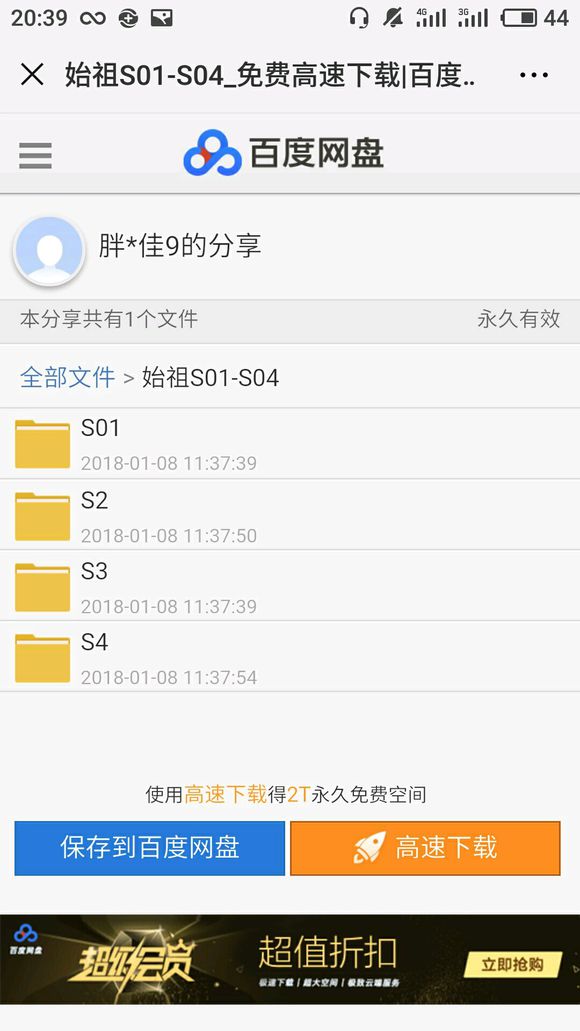 20:39
4G
3G
44
始祖S01-S04_免费高速下载|百度..
百度网盘
胖*佳9的分享
本分享共有1个文件 永久有效
全部文件 > 始祖S01-S04
S01
2018-01-08 11:37:39
S2
2018-01-08 11:37:50
S3
2018-01-08 11:37:39
S4
2018-01-08 11:37:54
使用高速下载得2T永久免费空间
保存到百度网盘 高速下载
百度网盘
超级会员
超值折扣
极速下载 | 超大空间 | 极致云端服务
立即抢购